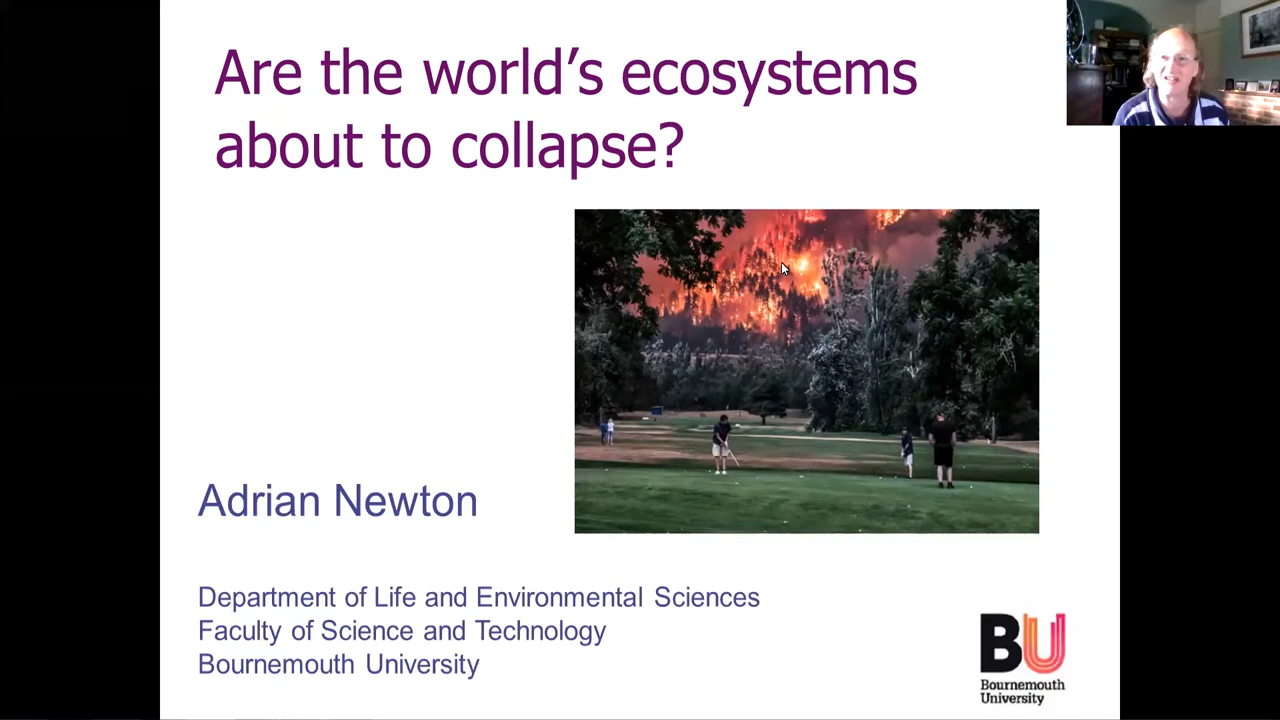 Are the world’s ecosystems
about to collapse?
Adrian Newton
Department of Life and Environmental Sciences
Faculty of Science and Technology
Bournemouth University
BU
Bournemouth
University